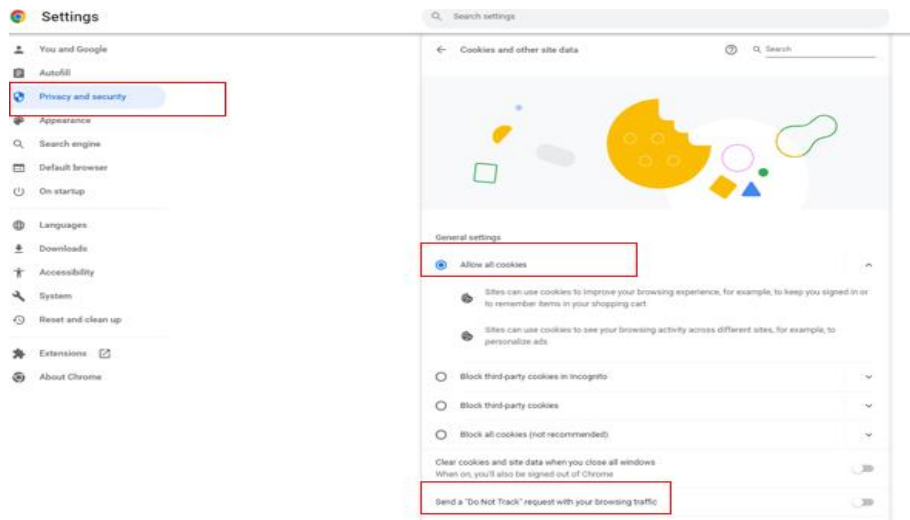 Settings
Search settings
You and Google
Autofill
Privacy and security
Appearance
Search engine
Default browser
On startup
Languages
Downloads
Accessibility
System
Reset and clean up
Extensions
About Chrome
Cookies and other site data
Search
General settings
Allow all cookies
Sites can use cookies to improve your browsing experience, for example, to keep you signed in or
to remember items in your shopping cart
Sites can use cookies to see your browsing activity across different sites, for example, to
personalize ads
Block third-party cookies in Incognito
Block third-party cookies
Block all cookies (not recommended)
Clear cookies and site data when you close all windows
When on, you'll also be signed out of Chrome
Send a "Do Not Track" request with your browsing traffic